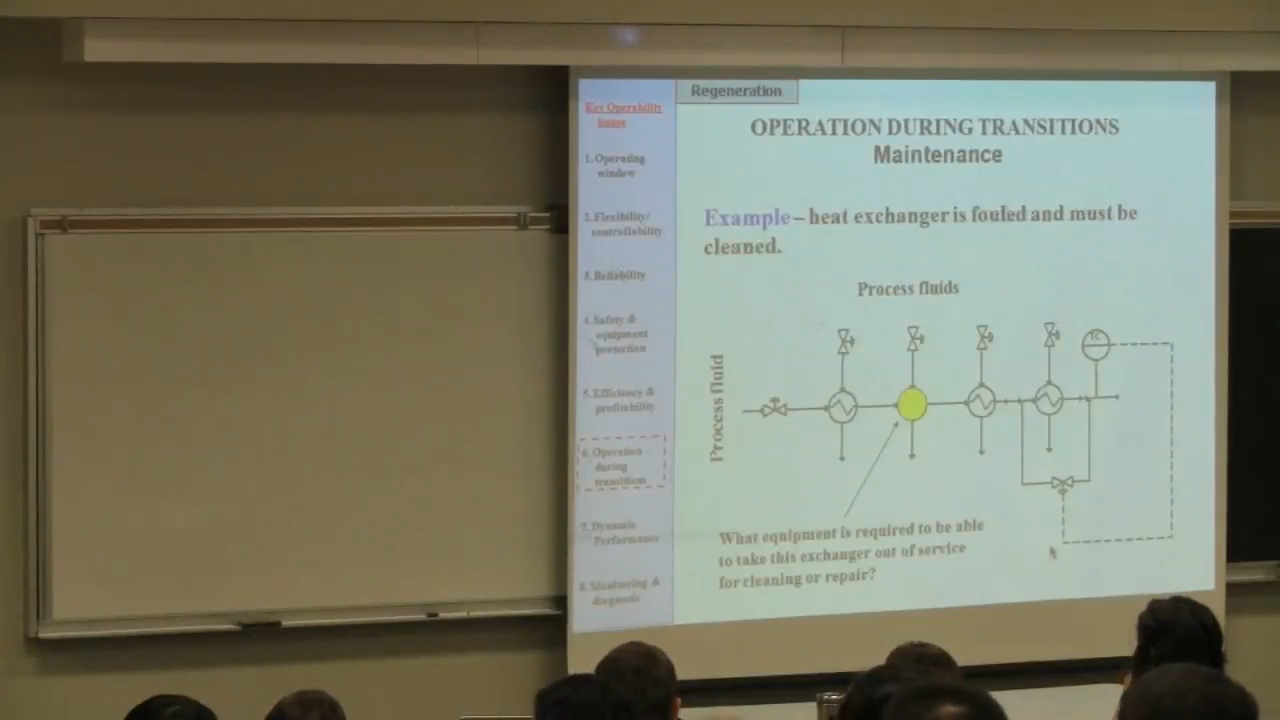 Regeneration
Key Operability
Issues
1. Operating
window
2. Flexibility/
controllability
3. Reliability
4. Safety &
equipment
protection
5. Efficiency &
profitability
6. Operation
during
transitions
7. Dynamic
Performance
8. Monitoring &
diagnosis
OPERATION DURING TRANSITIONS
Maintenance
Example – heat exchanger is fouled and must be
cleaned.
Process fluids
TC
Process fluid
What equipment is required to be able
to take this exchanger out of service
for cleaning or repair?